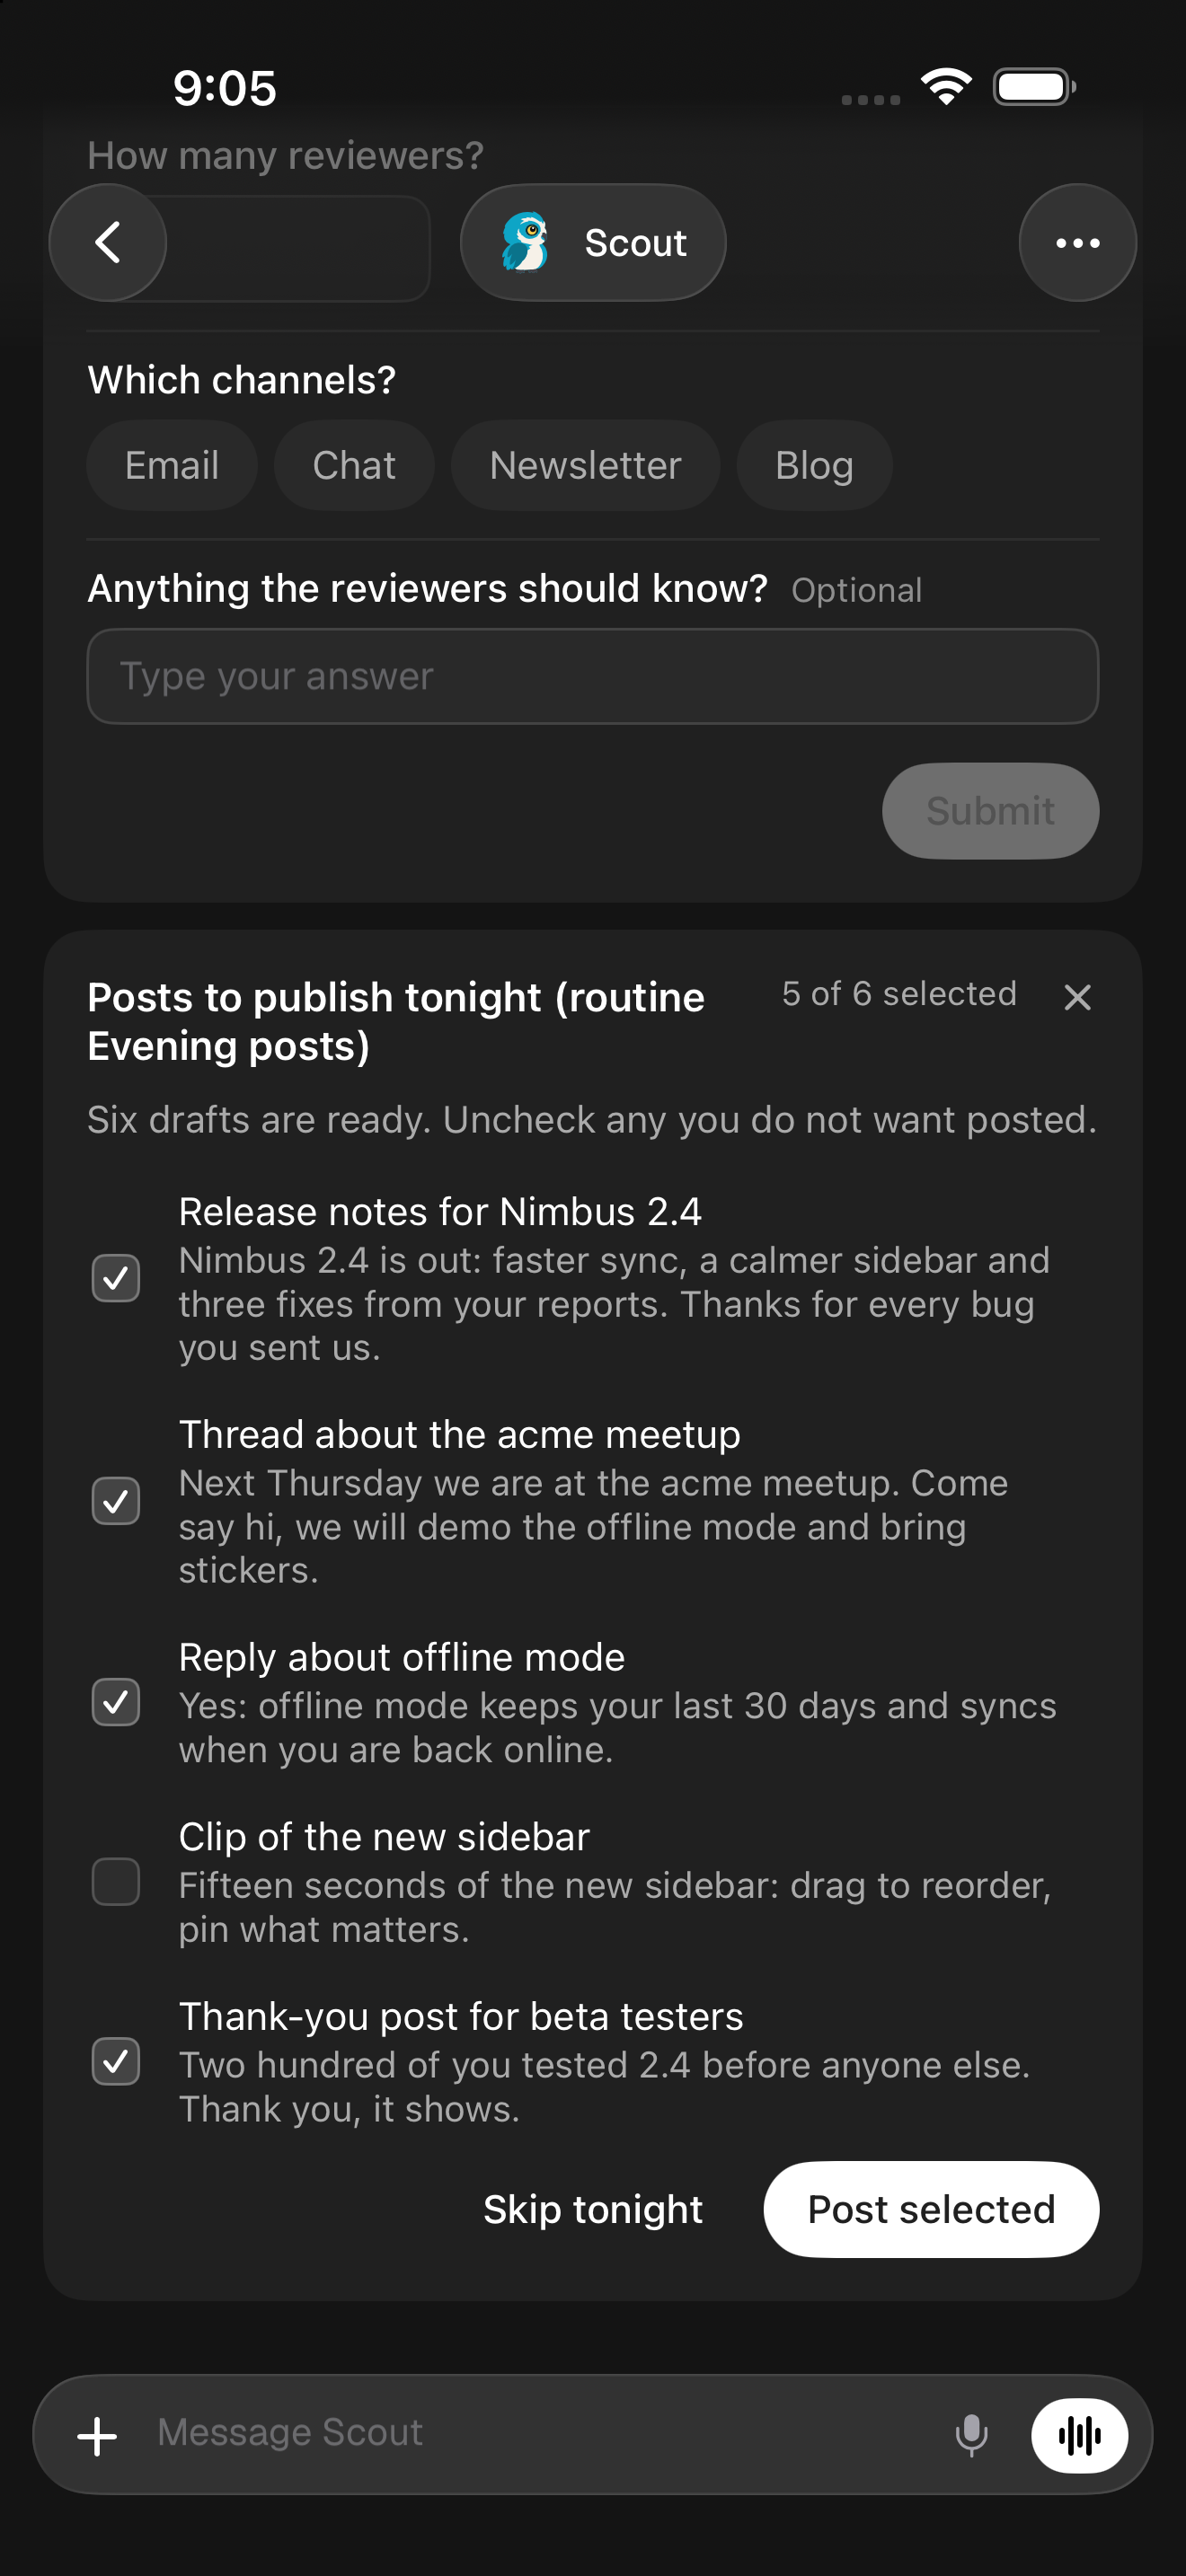 9:05
How many reviewers?
Scout
Which channels?
Email Chat Newsletter Blog
Anything the reviewers should know? Optional
Type your answer
Submit
Posts to publish tonight (routine Evening posts)
5 of 6 selected
Six drafts are ready. Uncheck any you do not want posted.
Release notes for Nimbus 2.4
Nimbus 2.4 is out: faster sync, a calmer sidebar and
three fixes from your reports. Thanks for every bug
you sent us.
Thread about the acme meetup
Next Thursday we are at the acme meetup. Come
say hi, we will demo the offline mode and bring
stickers.
Reply about offline mode
Yes: offline mode keeps your last 30 days and syncs
when you are back online.
Clip of the new sidebar
Fifteen seconds of the new sidebar: drag to reorder,
pin what matters.
Thank-you post for beta testers
Two hundred of you tested 2.4 before anyone else.
Thank you, it shows.
Skip tonight
Post selected
Message Scout